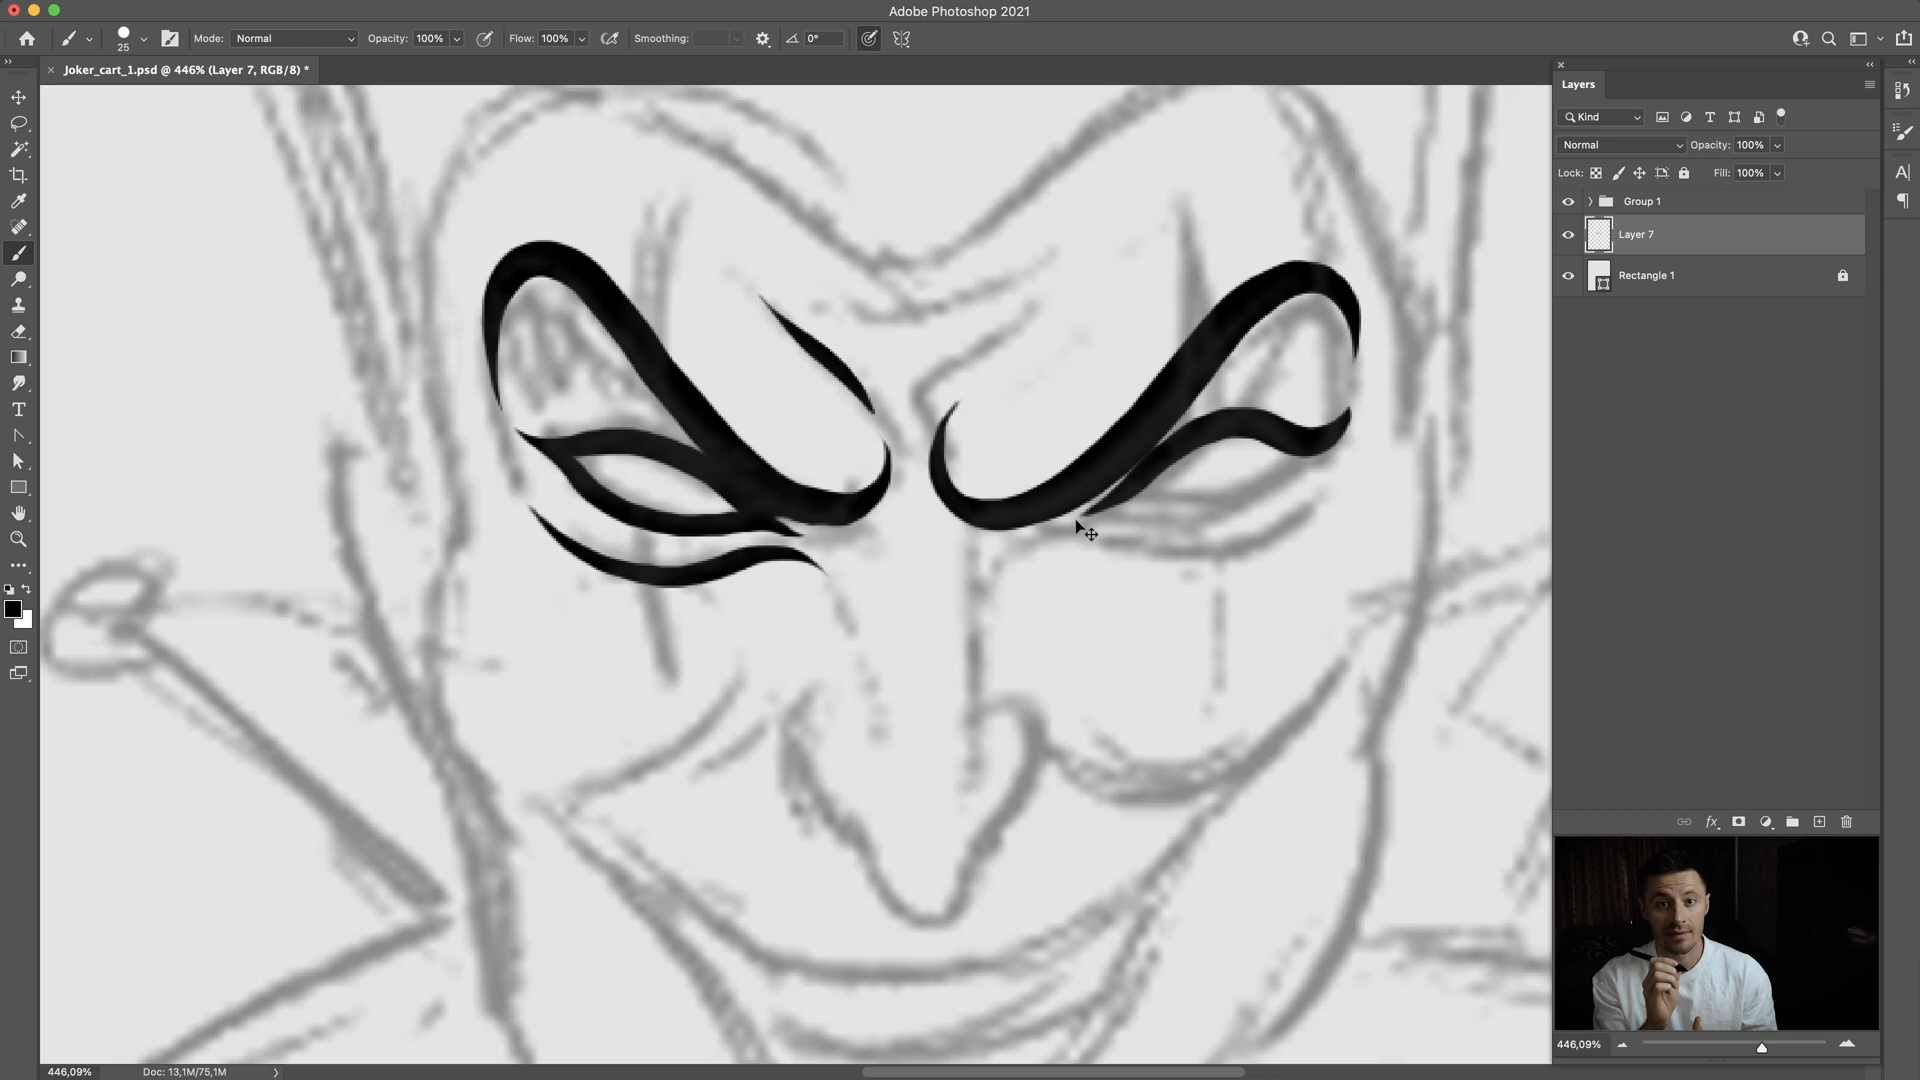 Adobe Photoshop 2021
25
Mode: Normal
Opacity: 100%
Flow: 100%
Smoothing:
0°
Joker_cart_1.psd @ 446% (Layer 7, RGB/8) *
Layers
Kind
Normal
Opacity: 100%
Lock:
Fill: 100%
Group 1
Layer 7
Rectangle 1
fx
446,09%
446,09%
Doc: 13,1M/75,1M